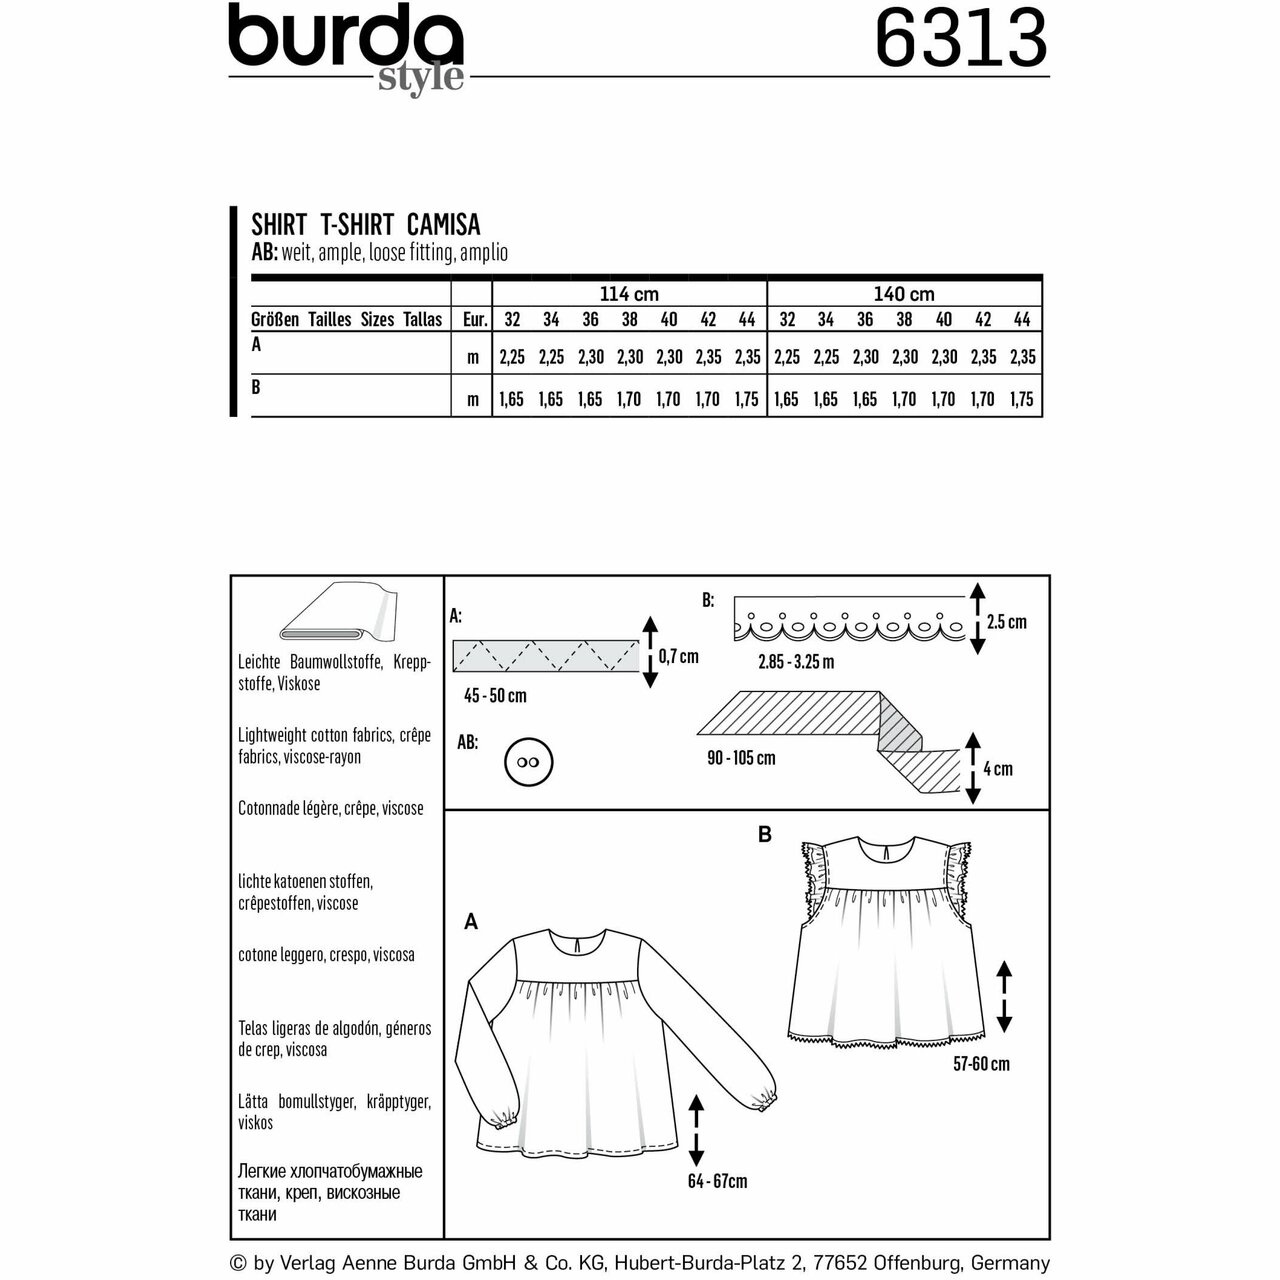 burda
style
6313
SHIRT T-SHIRT CAMISA
AB: weit, ample, loose fitting, amplio
114 cm 140 cm
Größen Tailles Sizes Tallas Eur. 32 34 36 38 40 42 44 32 34 36 38 40 42 44
A
m 2,25 2,25 2,30 2,30 2,30 2,35 2,35 2,25 2,25 2,30 2,30 2,30 2,35 2,35
B
m 1,65 1,65 1,65 1,70 1,70 1,70 1,75 1,65 1,65 1,65 1,70 1,70 1,70 1,75
Leichte Baumwollstoffe, Krepp-
stoffe, Viskose
Lightweight cotton fabrics, crêpe
fabrics, viscose-rayon
Cotonnade légère, crêpe, viscose
lichte katoenen stoffen,
crêpestoffen, viscose
cotone leggero, crespo, viscosa
Telas ligeras de algodón, géneros
de crep, viscosa
Lätta bomullstyger, kräpptyger,
viskos
Легкие хлопчатобумажные
ткани, креп, вискозные
ткани
A:
0,7 cm
45 - 50 cm
AB:
B:
2.5 cm
2.85 - 3.25 m
90 - 105 cm
4 cm
A
64 - 67cm
B
57-60 cm
© by Verlag Aenne Burda GmbH & Co. KG, Hubert-Burda-Platz 2, 77652 Offenburg, Germany